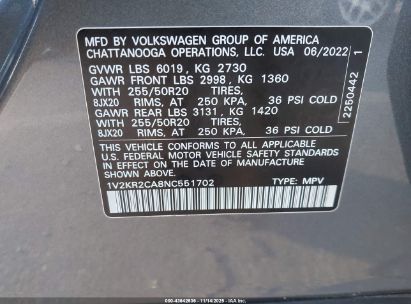 MFD BY VOLKSWAGEN GROUP OF AMERICA
CHATTANOOGA OPERATIONS, LLC. USA 06/2022
GVWR LBS 6019, KG 2730
GAWR FRONT LBS 2998, KG 1360
WITH 255/50R20 TIRES,
8JX20 RIMS, AT 250 KPA, 36 PSI COLD
GAWR REAR LBS 3131, KG 1420
WITH 255/50R20 TIRES,
8JX20 RIMS, AT 250 KPA, 36 PSI COLD
THIS VEHICLE CONFORMS TO ALL APPLICABLE
U.S. FEDERAL MOTOR VEHICLE SAFETY STANDARDS
IN EFFECT ON THE DATE OF MANUFACTURE
SHOWN ABOVE.
1V2KR2CA8NC551702 TYPE: MPV
2250442 1